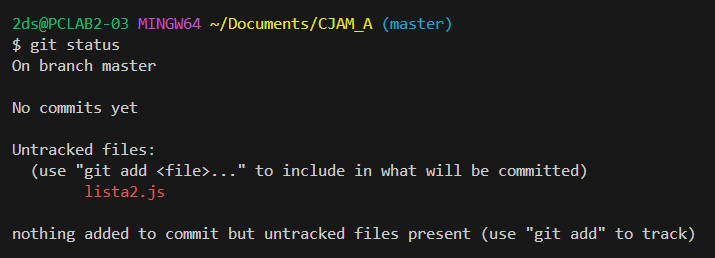 2ds@PCLAB2-03 MINGW64 ~/Documents/CJAM_A (master)
$ git status
On branch master

No commits yet

Untracked files:
  (use "git add <file>..." to include in what will be committed)
        lista2.js

nothing added to commit but untracked files present (use "git add" to track)